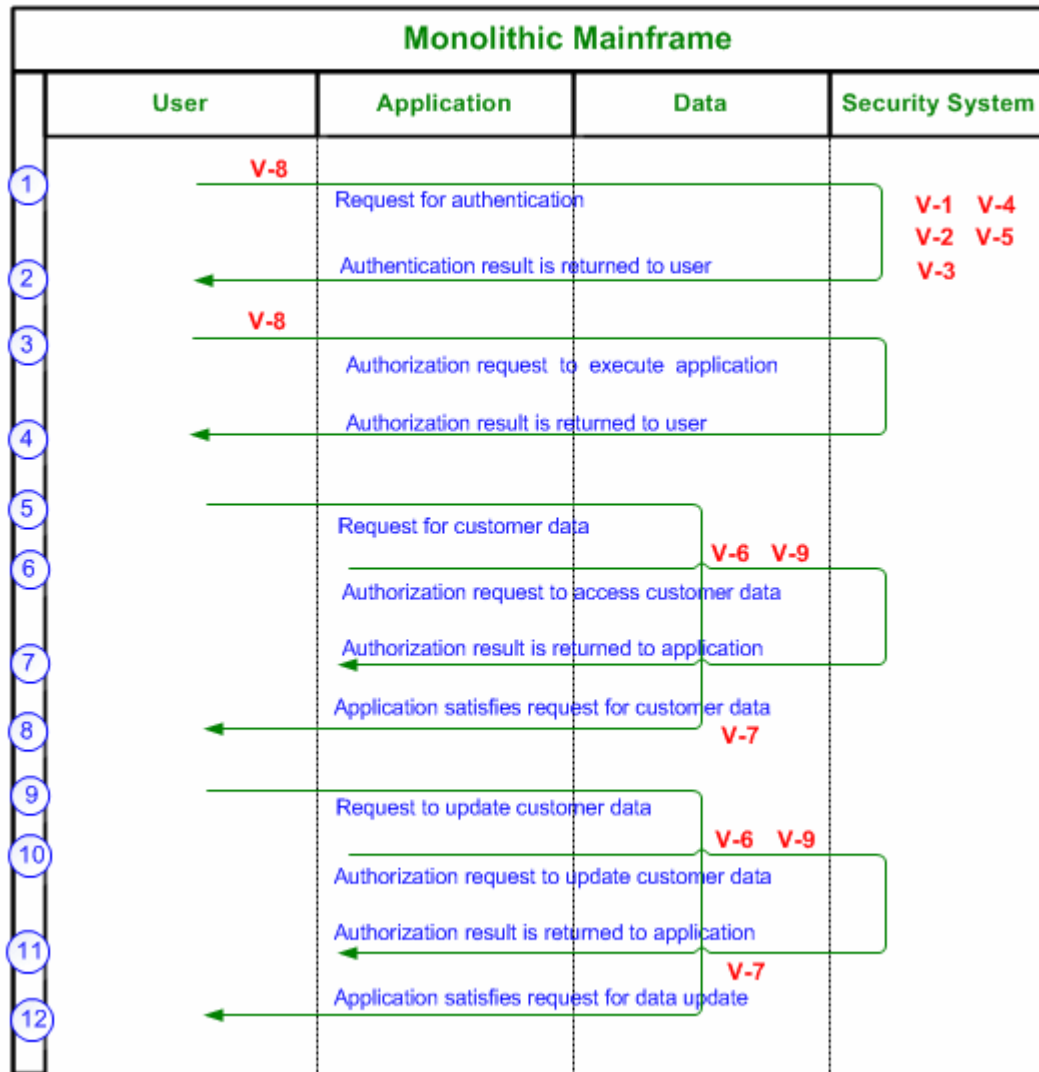 Monolithic Mainframe
User Application Data Security System
V-8
1
Request for authentication
V-1 V-4
V-2 V-5
Authentication result is returned to user
V-3
2
V-8
3
Authorization request to execute application
Authorization result is returned to user
4
5
Request for customer data
V-6 V-9
6
Authorization request to access customer data
Authorization result is returned to application
7
Application satisfies request for customer data
8
V-7
9
Request to update customer data
V-6 V-9
10
Authorization request to update customer data
Authorization result is returned to application
11
V-7
Application satisfies request for data update
12